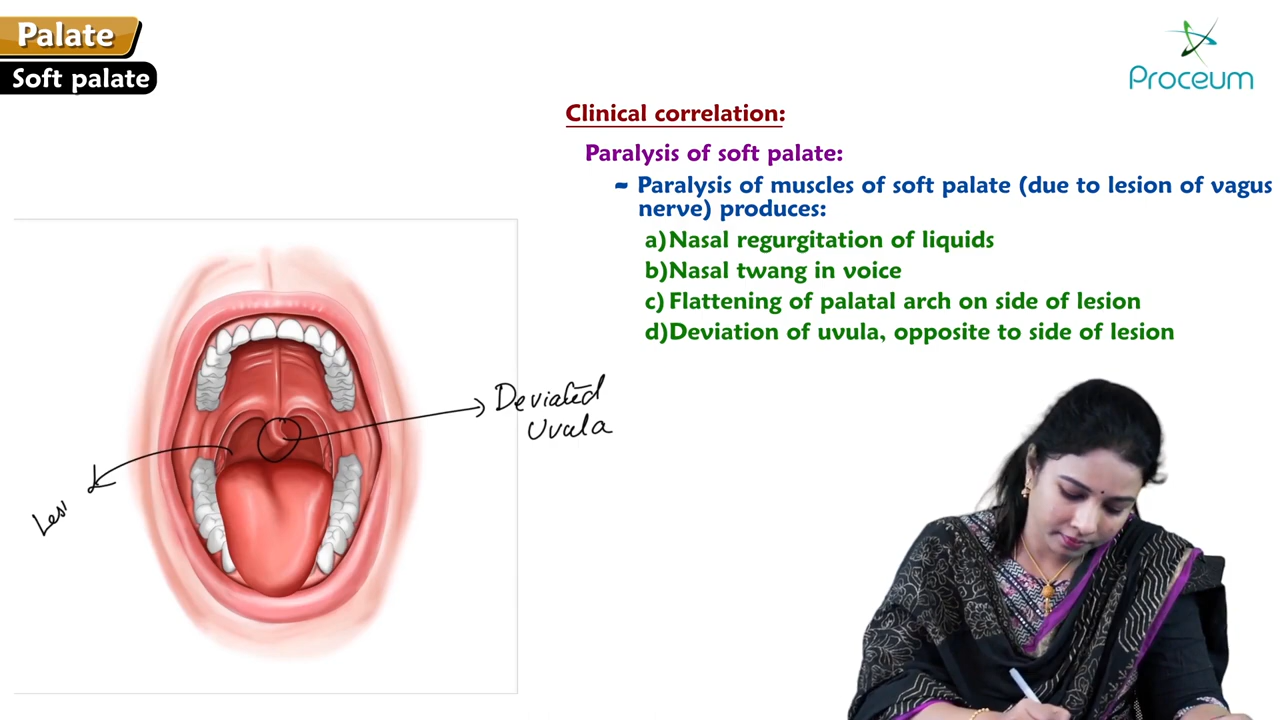 Palate
Soft palate
Proceum
Clinical correlation:
Paralysis of soft palate:
~ Paralysis of muscles of soft palate (due to lesion of vagus
nerve) produces:
a)Nasal regurgitation of liquids
b)Nasal twang in voice
c) Flattening of palatal arch on side of lesion
d)Deviation of uvula, opposite to side of lesion
Deviated
Uvula
Lesi